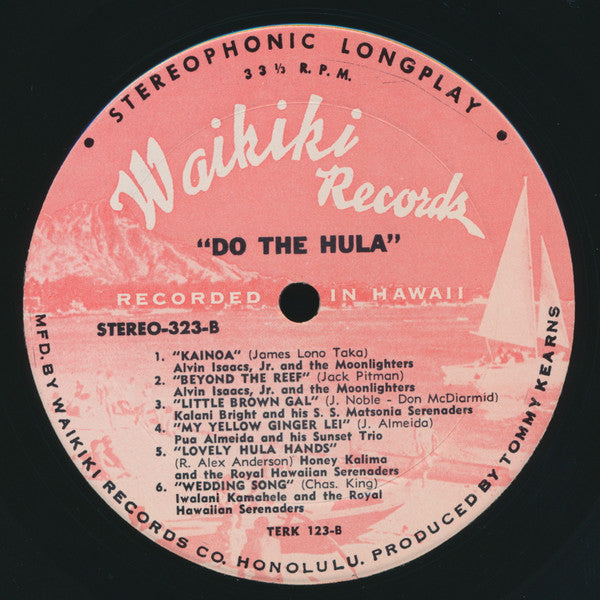 • STEREOPHONIC LONGPLAY •
33⅓ R.P.M.
Waikiki
Records
"DO THE HULA"
RECORDED IN HAWAII
STEREO-323-B
1. "KAINOA" (James Lono Taka)
Alvin Isaacs, Jr. and the Moonlighters
2. "BEYOND THE REEF" (Jack Pitman)
Alvin Isaacs, Jr. and the Moonlighters
3. "LITTLE BROWN GAL" (J. Noble - Don McDiarmid)
Kalani Bright and his S. S. Matsonia Serenaders
4. "MY YELLOW GINGER LEI" (J. Almeida)
Pua Almeida and his Sunset Trio
5. "LOVELY HULA HANDS"
(R. Alex Anderson) Honey Kalima
and the Royal Hawaiian Serenaders
6. "WEDDING SONG" (Chas. King)
Iwalani Kamahele and the Royal
Hawaiian Serenaders
TERK 123-B
MFD. BY WAIKIKI RECORDS CO. HONOLULU. PRODUCED BY TOMMY KEARNS